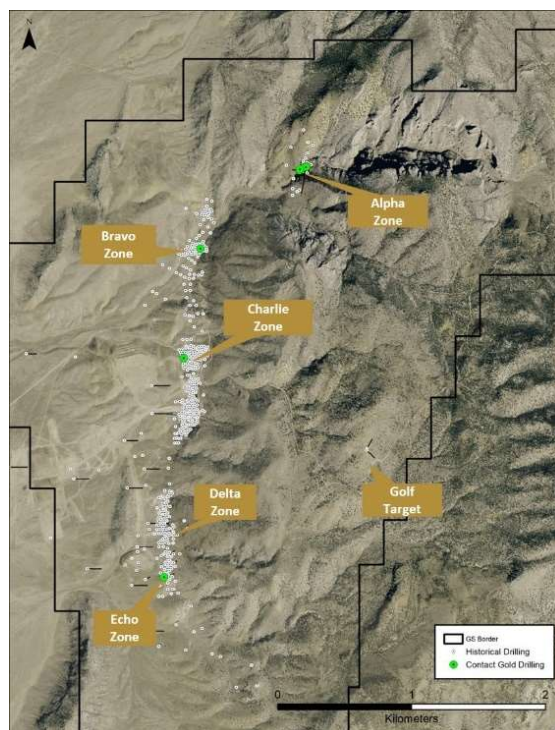 N
Alpha
Zone
Bravo
Zone
Charlie
Zone
Delta
Zone
Golf
Target
Echo
Zone
GS Border
Historical Drilling
Contact Gold Drilling
0
1
2
Kilometers